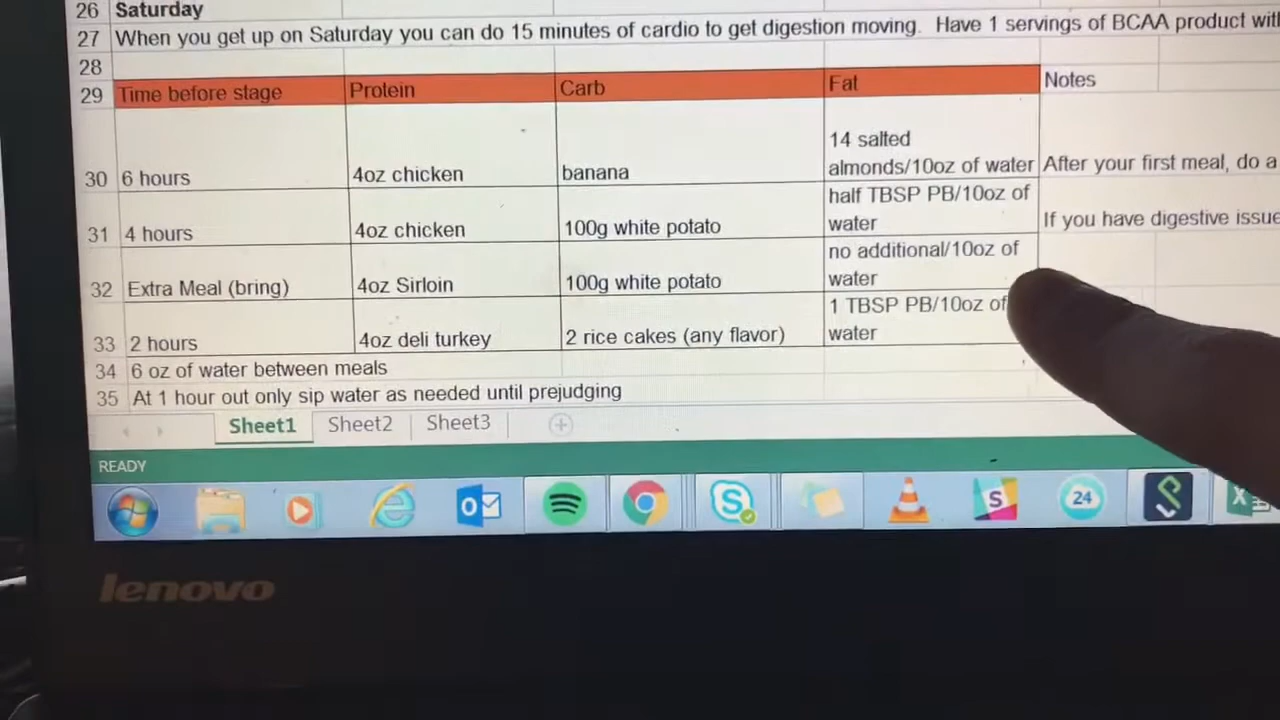 26 Saturday
27 When you get up on Saturday you can do 15 minutes of cardio to get digestion moving. Have 1 servings of BCAA product
28
29 Time before stage Protein Carb Fat Notes
14 salted
30 6 hours 4oz chicken banana almonds/10oz of water After your first meal, do a
half TBSP PB/10oz of
31 4 hours 4oz chicken 100g white potato water If you have digestive
no additional/10oz of
32 Extra Meal (bring) 4oz Sirloin 100g white potato water
1 TBSP PB/10oz of
33 2 hours 4oz deli turkey 2 rice cakes (any flavor) water
34 6 oz of water between meals
35 At 1 hour out only sip water as needed until prejudging
Sheet1 Sheet2 Sheet3
READY
24
lenovo